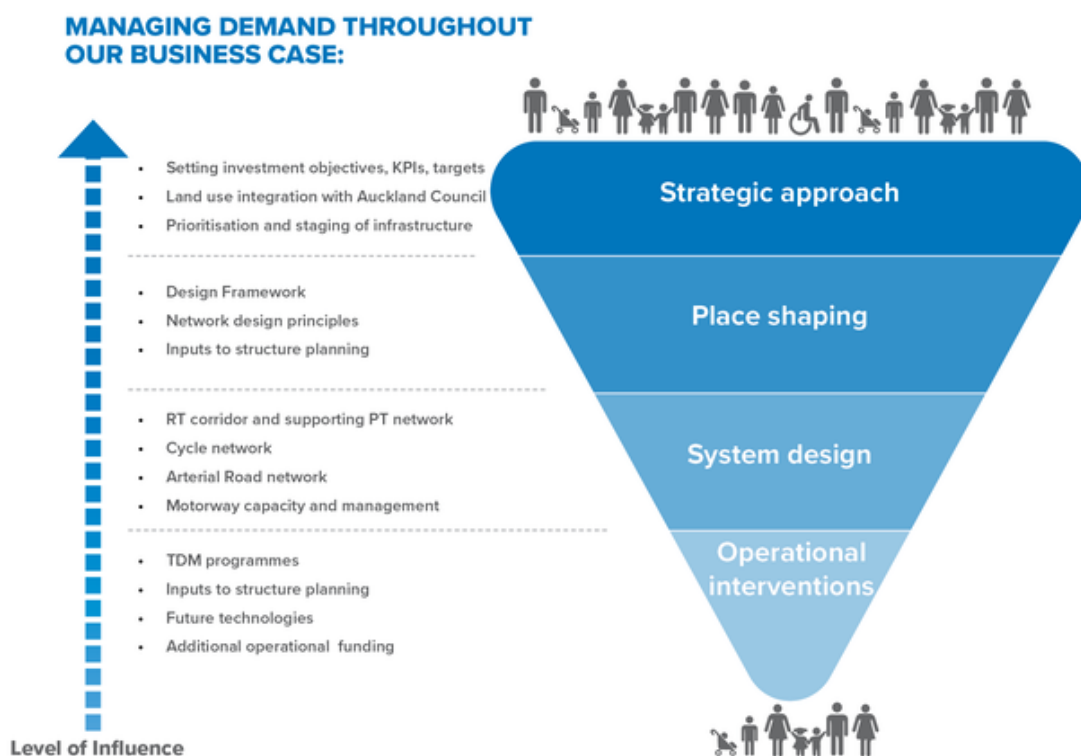 MANAGING DEMAND THROUGHOUT
OUR BUSINESS CASE:
Setting investment objectives, KPIs, targets
Land use integration with Auckland Council
Prioritisation and staging of infrastructure
Strategic approach
Design Framework
Network design principles
Inputs to structure planning
Place shaping
RT corridor and supporting PT network
Cycle network
Arterial Road network
Motorway capacity and management
System design
TDM programmes
Inputs to structure planning
Future technologies
Additional operational funding
Operational
interventions
Level of Influence